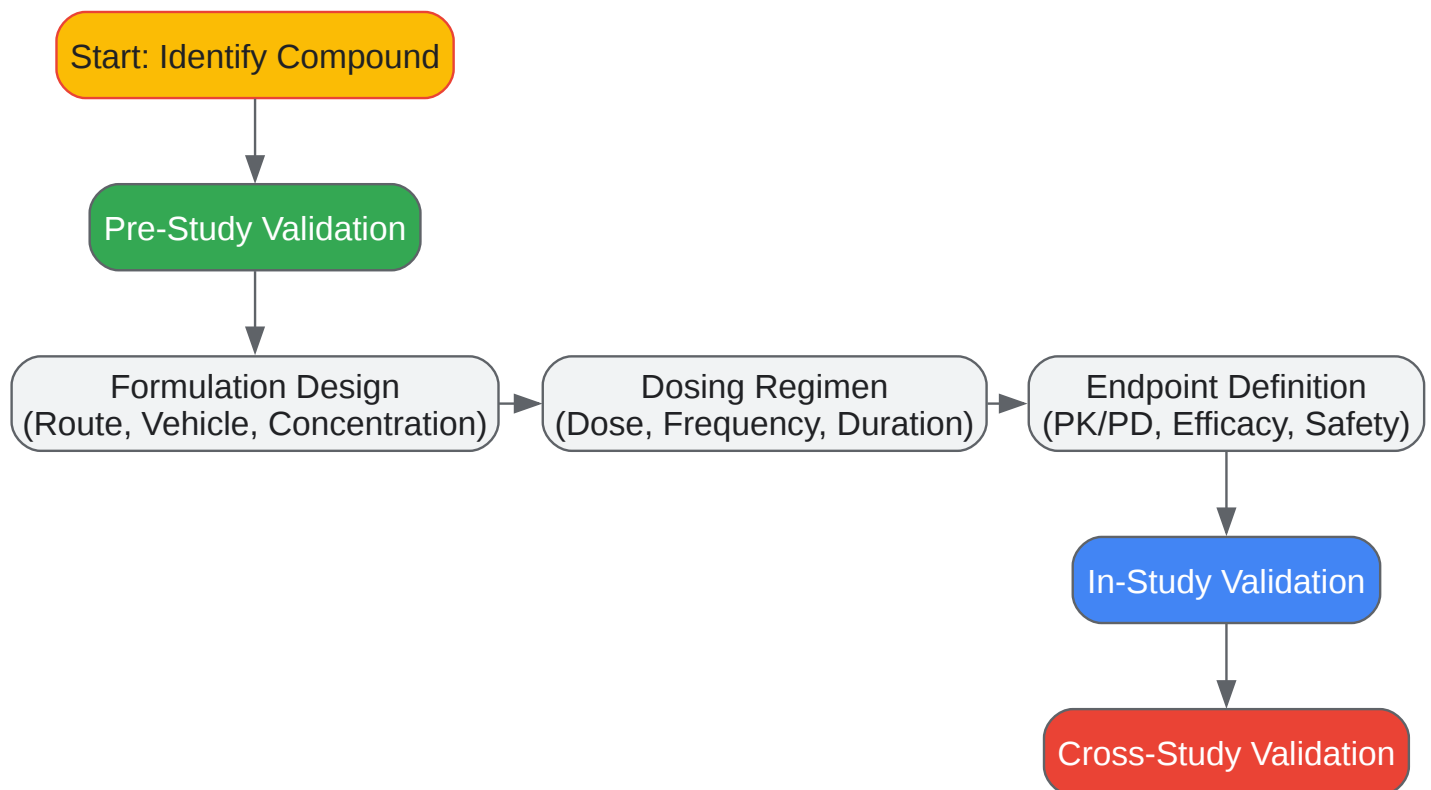 Start: Identify Compound
Pre-Study Validation
Formulation Design
(Route, Vehicle, Concentration)
Dosing Regimen
(Dose, Frequency, Duration)
Endpoint Definition
(PK/PD, Efficacy, Safety)
In-Study Validation
Cross-Study Validation